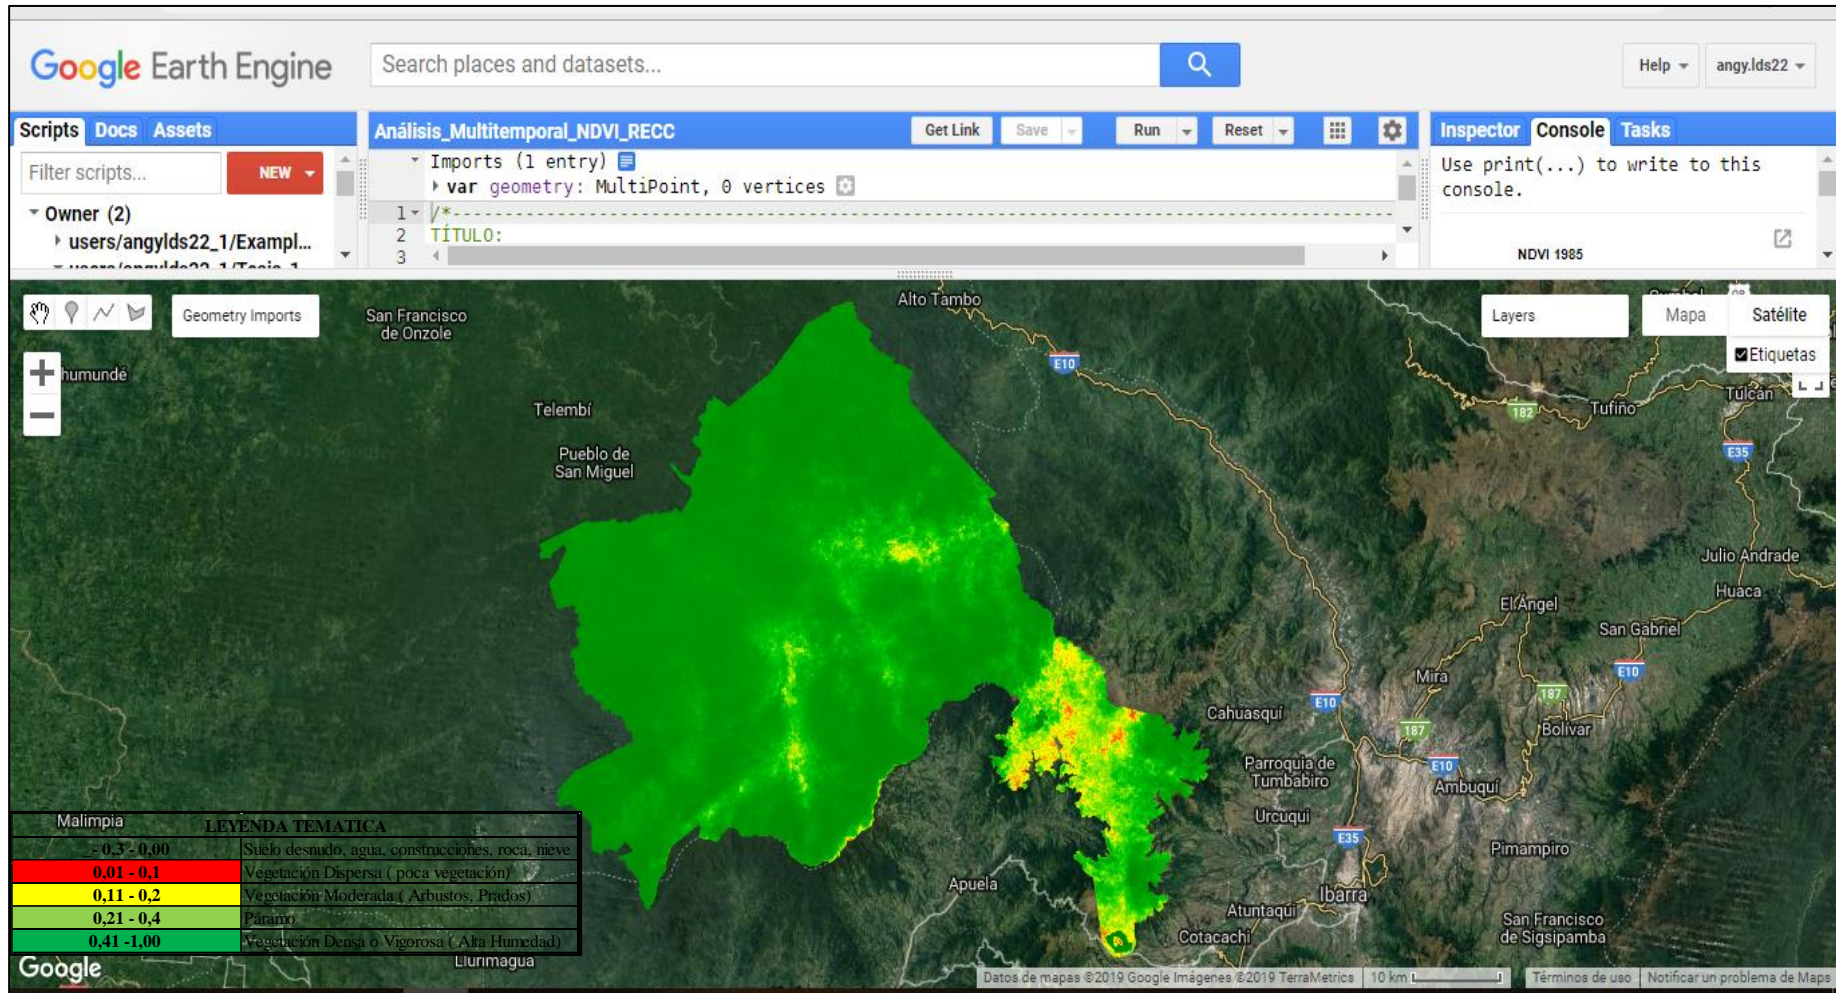 Google Earth Engine
Search places and datasets...
Help
angy.lds22
Scripts Docs Assets
Análisis_Multitemporal_NDVI_RECC
Get Link
Save
Run
Reset
Inspector Console Tasks
Filter scripts...
NEW
Imports (1 entry)
var geometry: MultiPoint, 0 vertices
Use print(...) to write to this
console.
Owner (2)
users/angylds22_1/Exampl...
1 /*
2 TÍTULO:
3
NDVI 1985
Geometry Imports
Layers
Mapa
Satélite
Etiquetas
San Francisco
de Onzole
Alto Tambo
E10
humundé
Telembí
Pueblo de
San Miguel
182
Tufiño
Tulcán
E35
Julio Andrade
Huaca
El Ángel
San Gabriel
E10
Mira
187
Bolívar
Cahuasquí
E10
187
E10
Ambuquí
Parroquia de
Tumbabiro
Urcuqui
E35
Pimampiro
Apuela
Ibarra
Atuntaqui
Cotacachi
San Francisco
de Sigsipamba
Malimpia
LEYENDA TEMATICA
- 0,3 - 0,00 Suelo desnudo, agua, construcciones, roca, nieve
0,01 - 0,1 Vegetación Dispersa ( poca vegetación)
0,11 - 0,2 Vegetación Moderada ( Arbustos, Prados)
0,21 - 0,4 Páramo
0,41 -1,00 Vegetación Densa o Vigorosa ( Alta Humedad)
Llurimagua
Google
Datos de mapas ©2019 Google Imágenes ©2019 TerraMetrics
10 km
Términos de uso
Notificar un problema de Maps